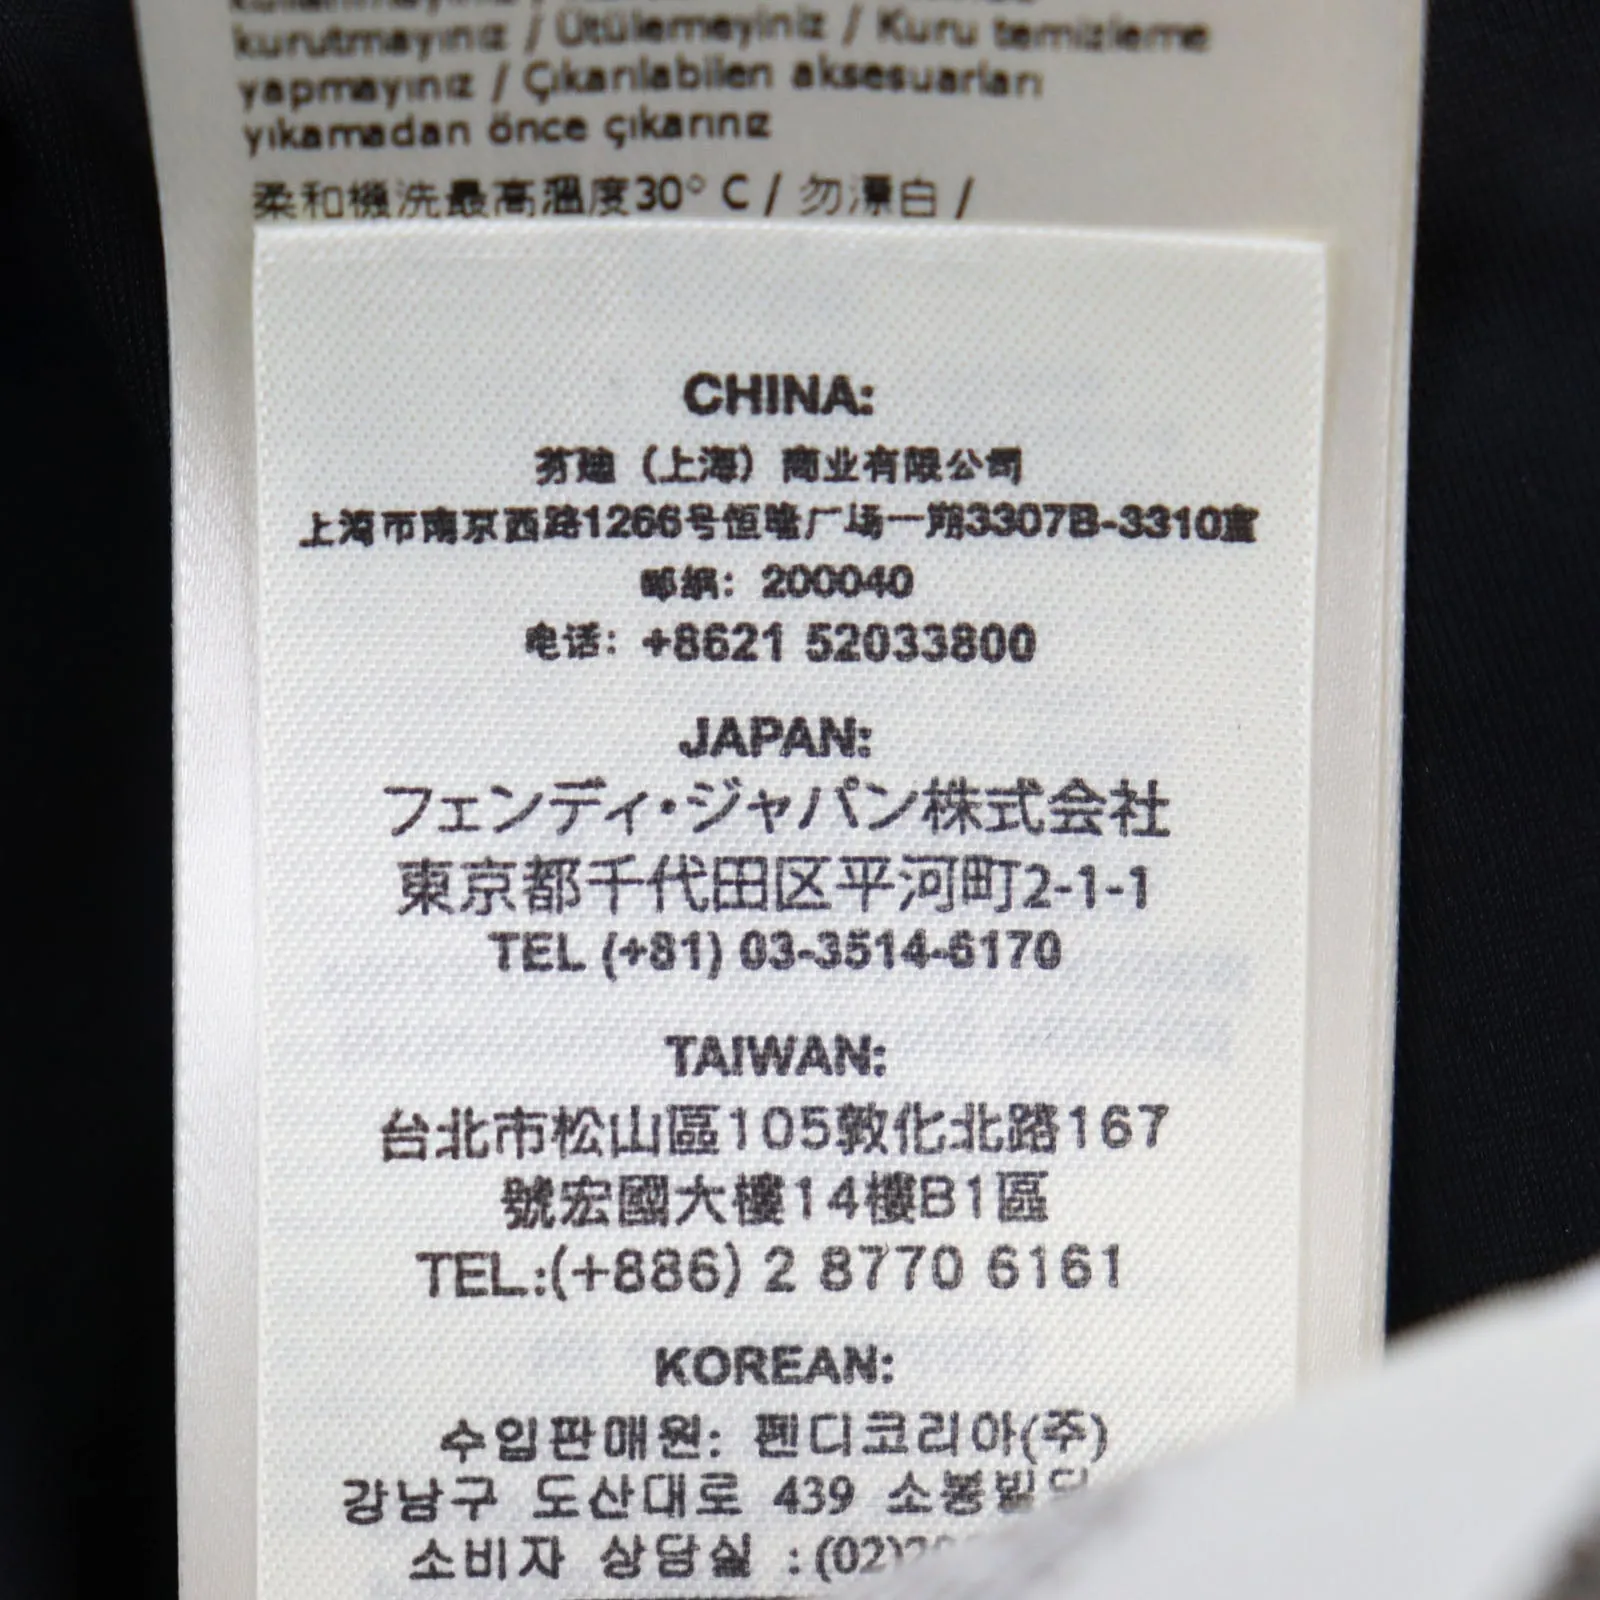 kurutmayınız / Ütülemeyiniz / Kuru temizleme
yapmayınız / Çıkarılabilen aksesuarları
yıkamadan önce çıkarınız
柔和機洗最高溫度30° C / 勿漂白 /
CHINA:
芬迪（上海）商业有限公司
上海市南京西路1266号恒隆广场一期3307B-3310室
邮编：200040
电话：+8621 52033800
JAPAN:
フェンディ・ジャパン株式会社
東京都千代田区平河町2-1-1
TEL (+81) 03-3514-6170
TAIWAN:
台北市松山區105敦化北路167
號宏國大樓14樓B1區
TEL.:(+886) 2 8770 6161
KOREAN:
수입판매원: 펜디코리아(주)
강남구 도산대로 439 소봉빌딩
소비자 상담실 : (02)